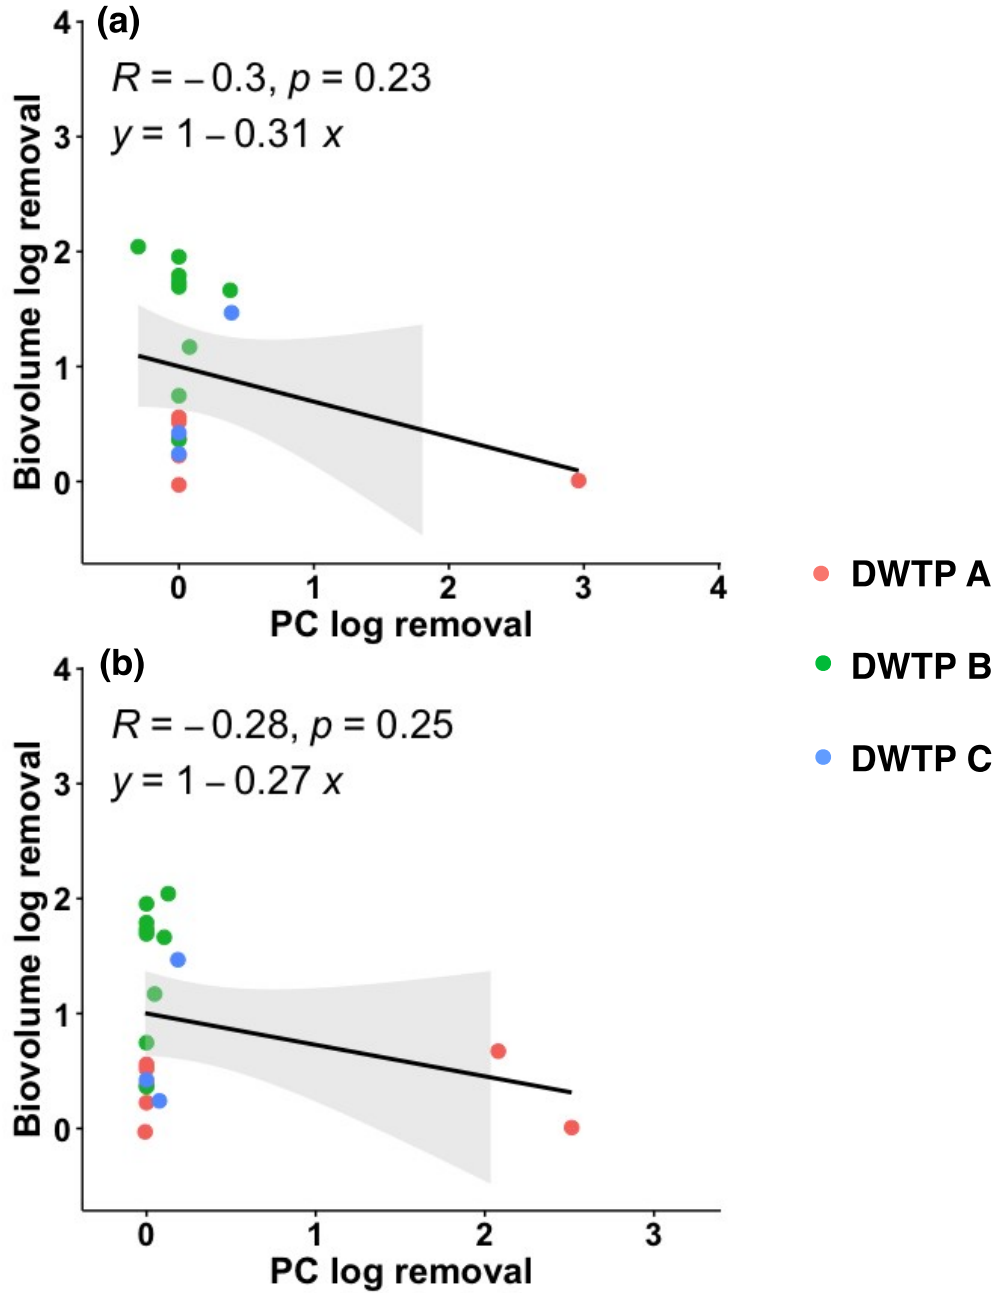 (a)
R = – 0.3, p = 0.23
y = 1 – 0.31 x
Biovolume log removal
4
3
2
1
0
0 1 2 3 4
PC log removal
DWTP A
DWTP B
DWTP C
(b)
R = – 0.28, p = 0.25
y = 1 – 0.27 x
Biovolume log removal
4
3
2
1
0
0 1 2 3
PC log removal